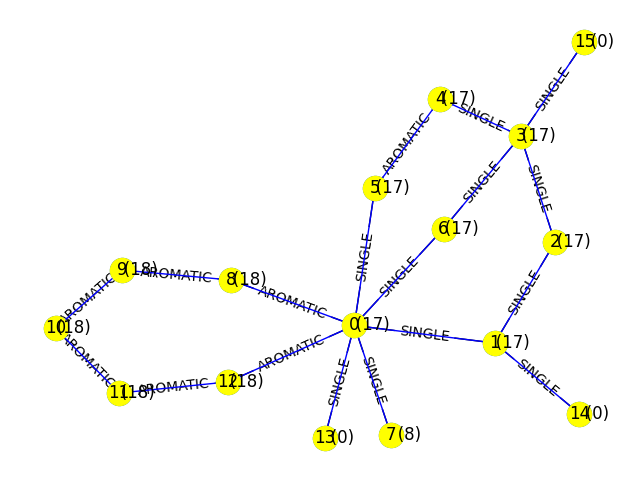 15(0)
SINGLE
4(17)
SINGLE
3(17)
AROMATIC
SINGLE
SINGLE
5(17)
6(17)
2(17)
SINGLE
SINGLE
SINGLE
9(18)
AROMATIC
8(18)
AROMATIC
AROMATIC
10(18)
0(17)
SINGLE
1(17)
AROMATIC
AROMATIC
11(18)
AROMATIC
12(18)
SINGLE
SINGLE
SINGLE
14(0)
13(0)
7(8)